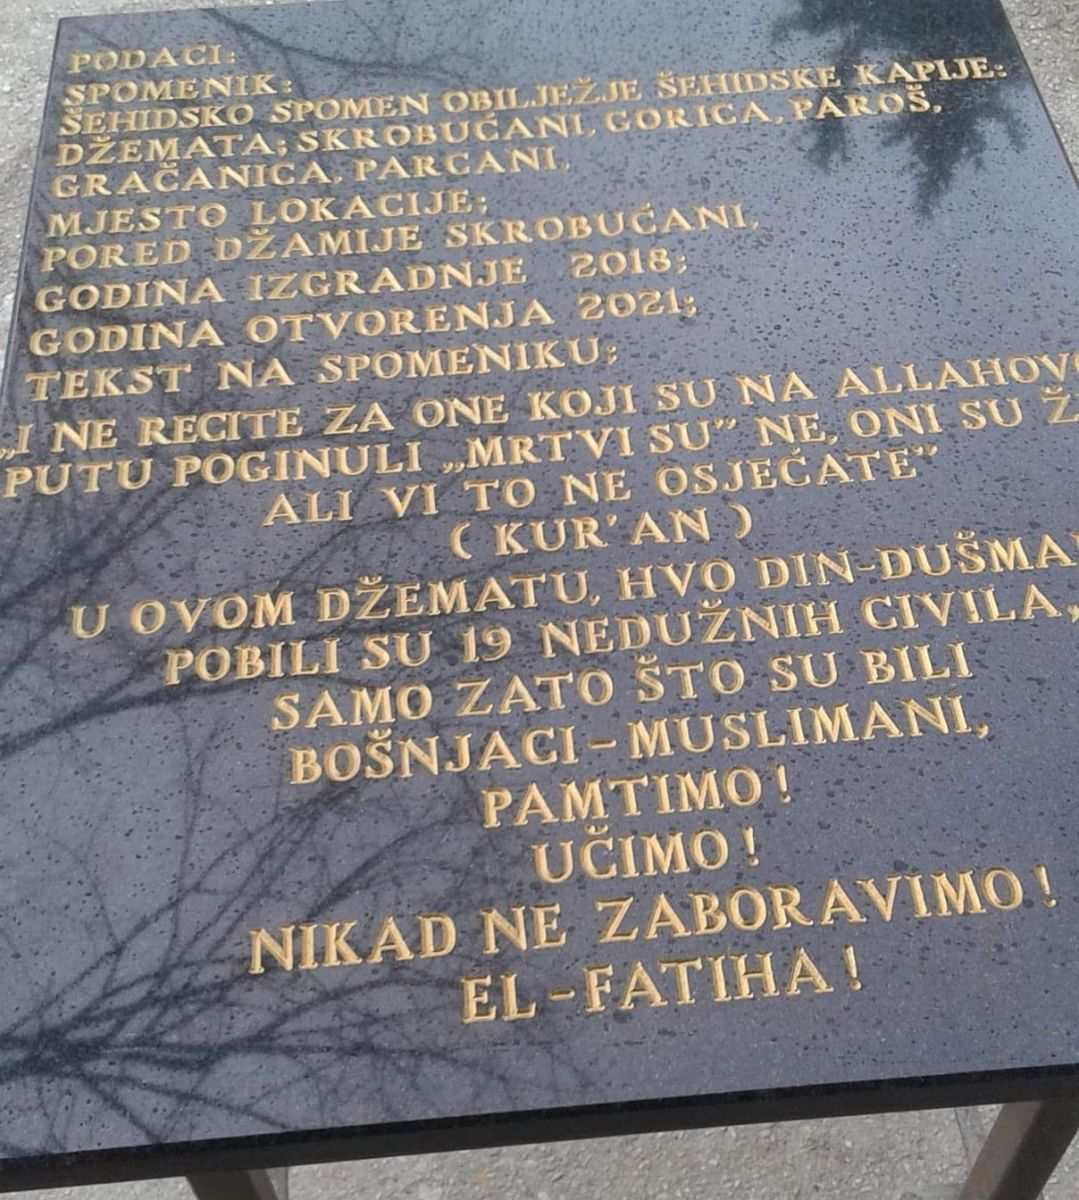 PODACI:
SPOMENIK:
ŠEHIDSKO SPOMEN OBILJEŽJE ŠEHIDSKE KAPIJE:
DŽEMATA; SKROBUĆANI, GORICA, PAROŠ,
GRAČANICA, PARCANI,
MJESTO LOKACIJE;
PORED DŽAMIJE SKROBUĆANI,
GODINA IZGRADNJE 2018;
GODINA OTVORENJA 2021;
TEKST NA SPOMENIKU;
„I NE RECITE ZA ONE KOJI SU NA ALLAHOVO
PUTU POGINULI „MRTVI SU” NE, ONI SU Ž
ALI VI TO NE OSJEĆATE”
( KUR'AN )
U OVOM DŽEMATU, HVO DIN-DUŠMA
POBILI SU 19 NEDUŽNIH CIVILA,
SAMO ZATO ŠTO SU BILI
BOŠNJACI-MUSLIMANI,
PAMTIMO!
UČIMO!
NIKAD NE ZABORAVIMO!
EL-FATIHA!